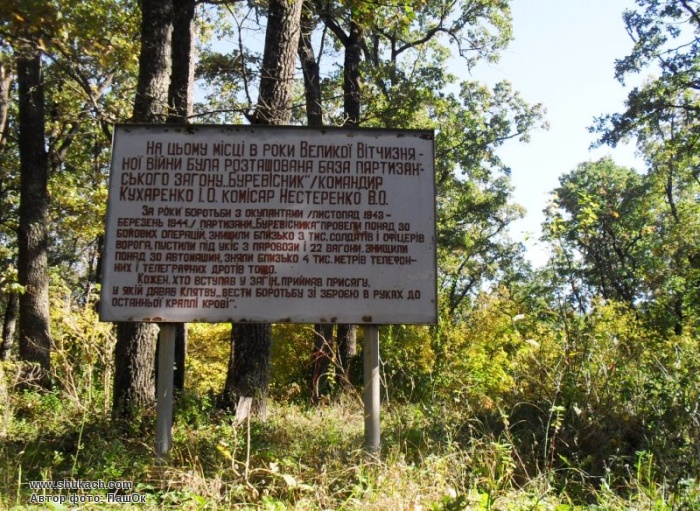 На цьому місці в роки Великої Вітчизня-
ної війни була розташована база партизан-
ського загону „Буревісник"/командир
Кухаренко І.О. комісар Нестеренко В.О.
За роки боротьби з окупантами /листопад 1943-
березень 1944/ партизани „Буревісника" провели понад 30
бойових операцій, знищили близько 3 тис. солдатів і офіцерів
ворога, пустили під укіс 3 паровози і 22 вагони, знищили
понад 30 автомашин, зняли близько 4 тис. метрів телефон-
них і телеграфних дротів тощо.
Кожен, хто вступав у загін, приймав присягу,
у якій давав клятву „вести боротьбу зі зброєю в руках до
останньої краплі крові".
www.shukach.com
Автор фото: ПашОк